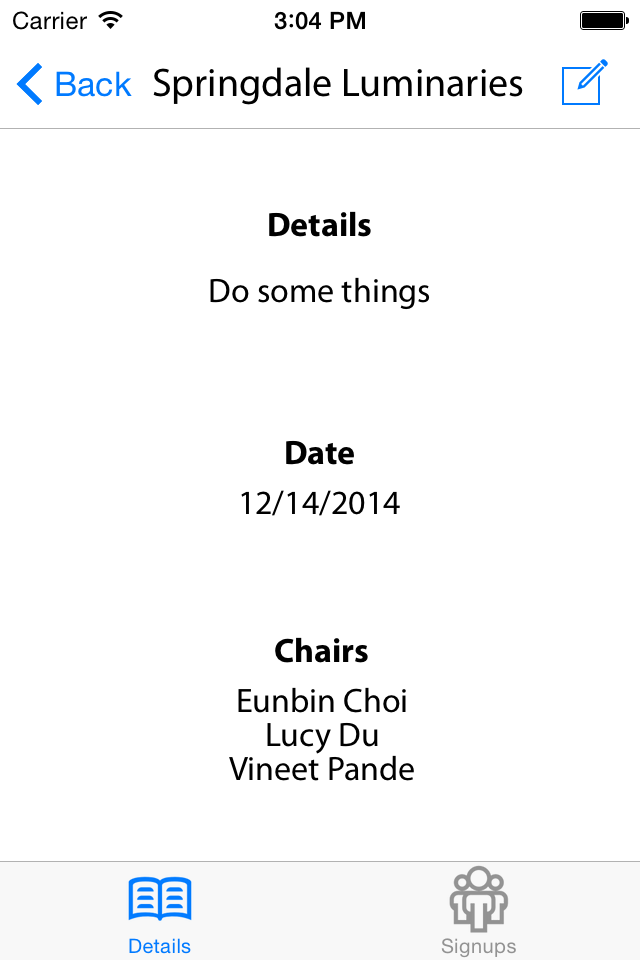 Carrier 3:04 PM
Back Springdale Luminaries
Details
Do some things
Date
12/14/2014
Chairs
Eunbin Choi
Lucy Du
Vineet Pande
Details Signups